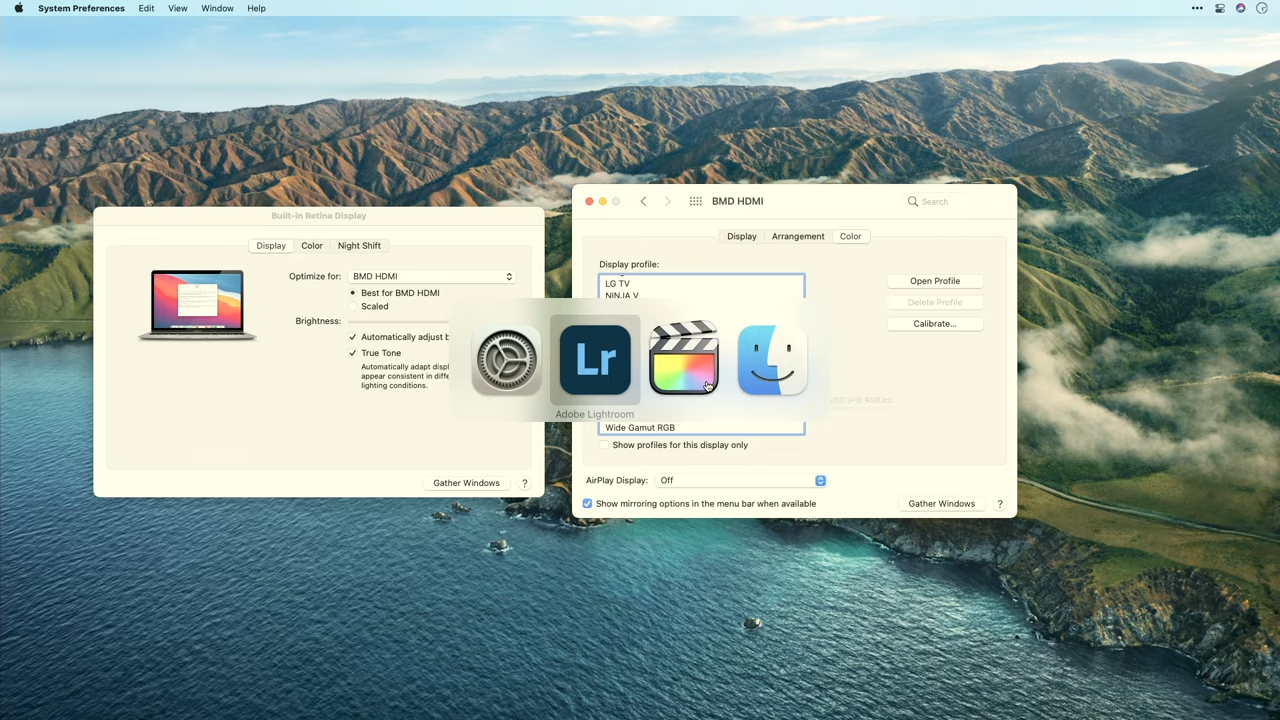 System Preferences Edit View Window Help
Built-in Retina Display
Display Color Night Shift
Optimize for: BMD HDMI
Best for BMD HDMI
Scaled
Brightness:
Automatically adjust b
True Tone
Automatically adapt displ
appear consistent in diffe
lighting conditions.
Gather Windows ?
BMD HDMI
Search
Display Arrangement Color
Display profile:
LG TV
NINJA V
Open Profile
Delete Profile
Calibrate...
Lr
Adobe Lightroom
Wide Gamut RGB
Show profiles for this display only
AirPlay Display: Off
Show mirroring options in the menu bar when available
Gather Windows ?